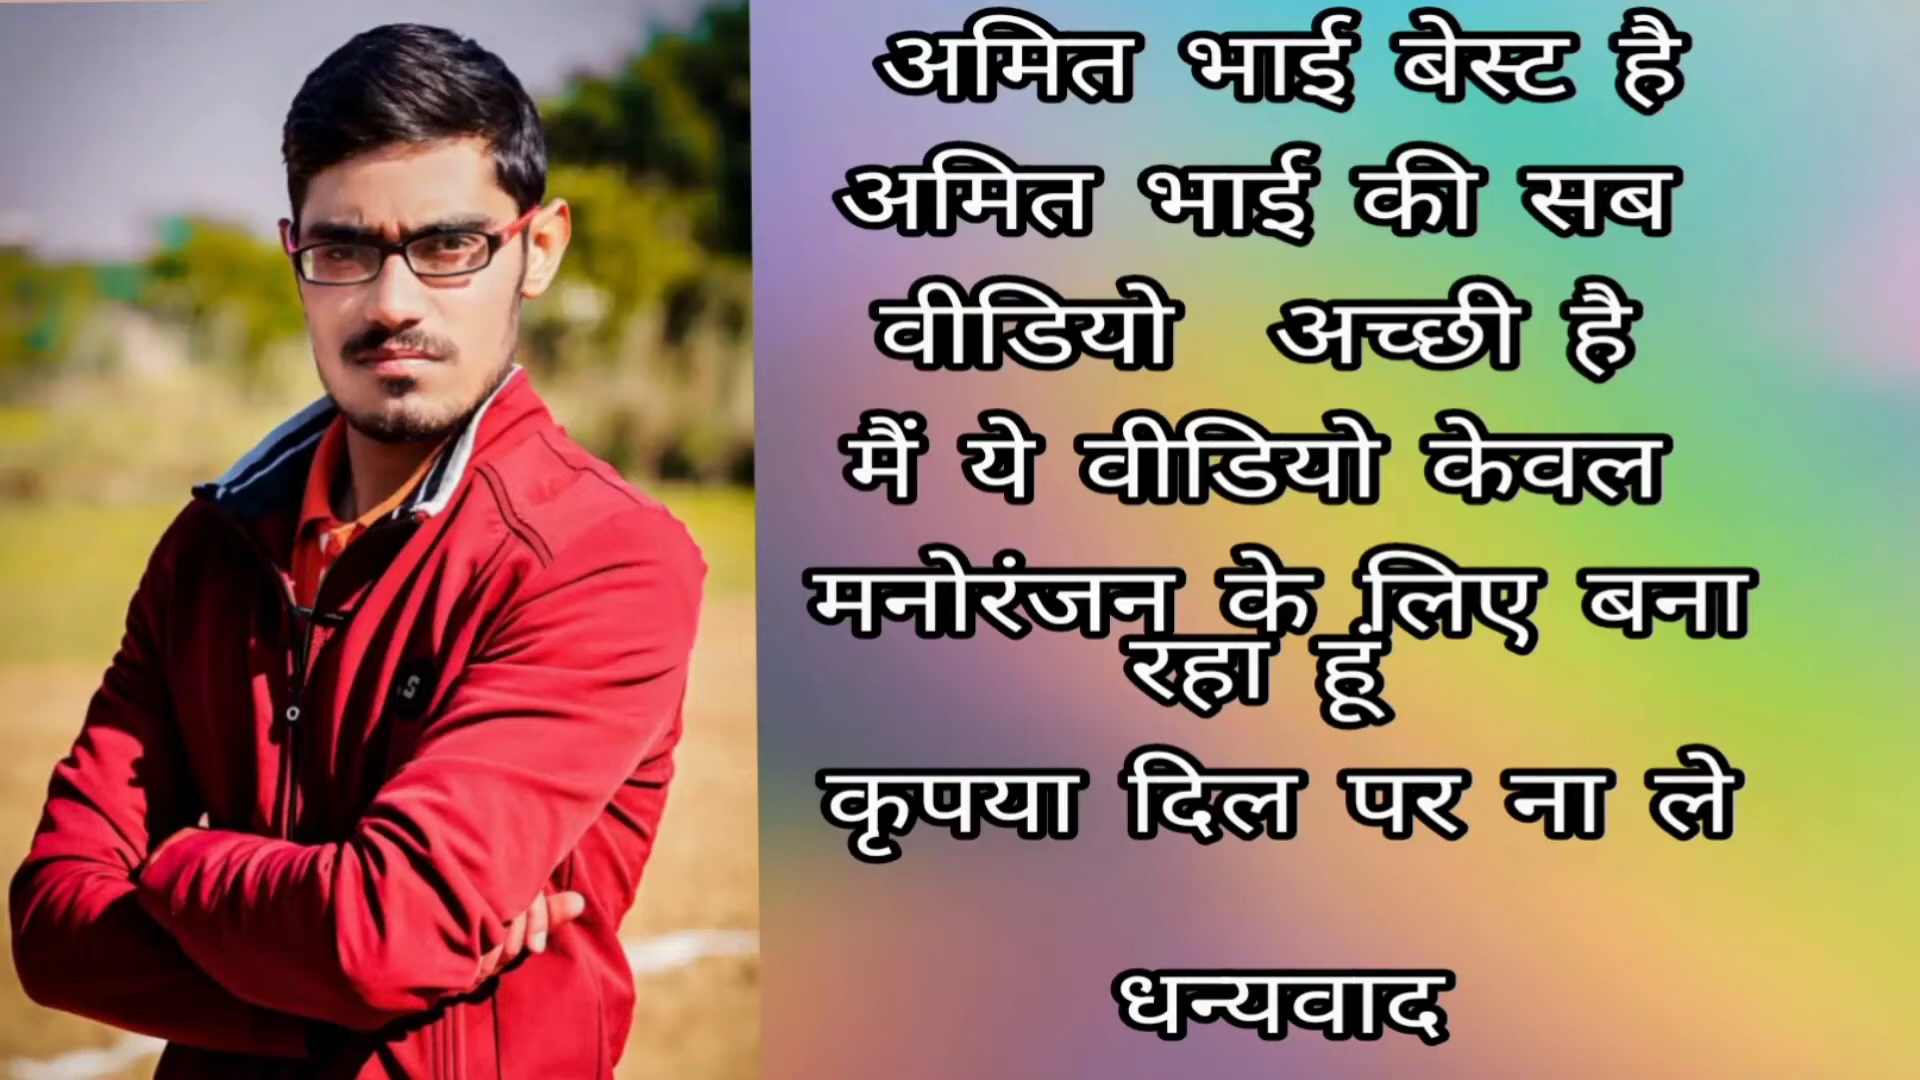 अमित भाई बेस्ट है
अमित भाई की सब
वीडियो अच्छी है
मैं ये वीडियो केवल
मनोरंजन के लिए बना
रहा हूं
कृपया दिल पर ना ले
धन्यवाद